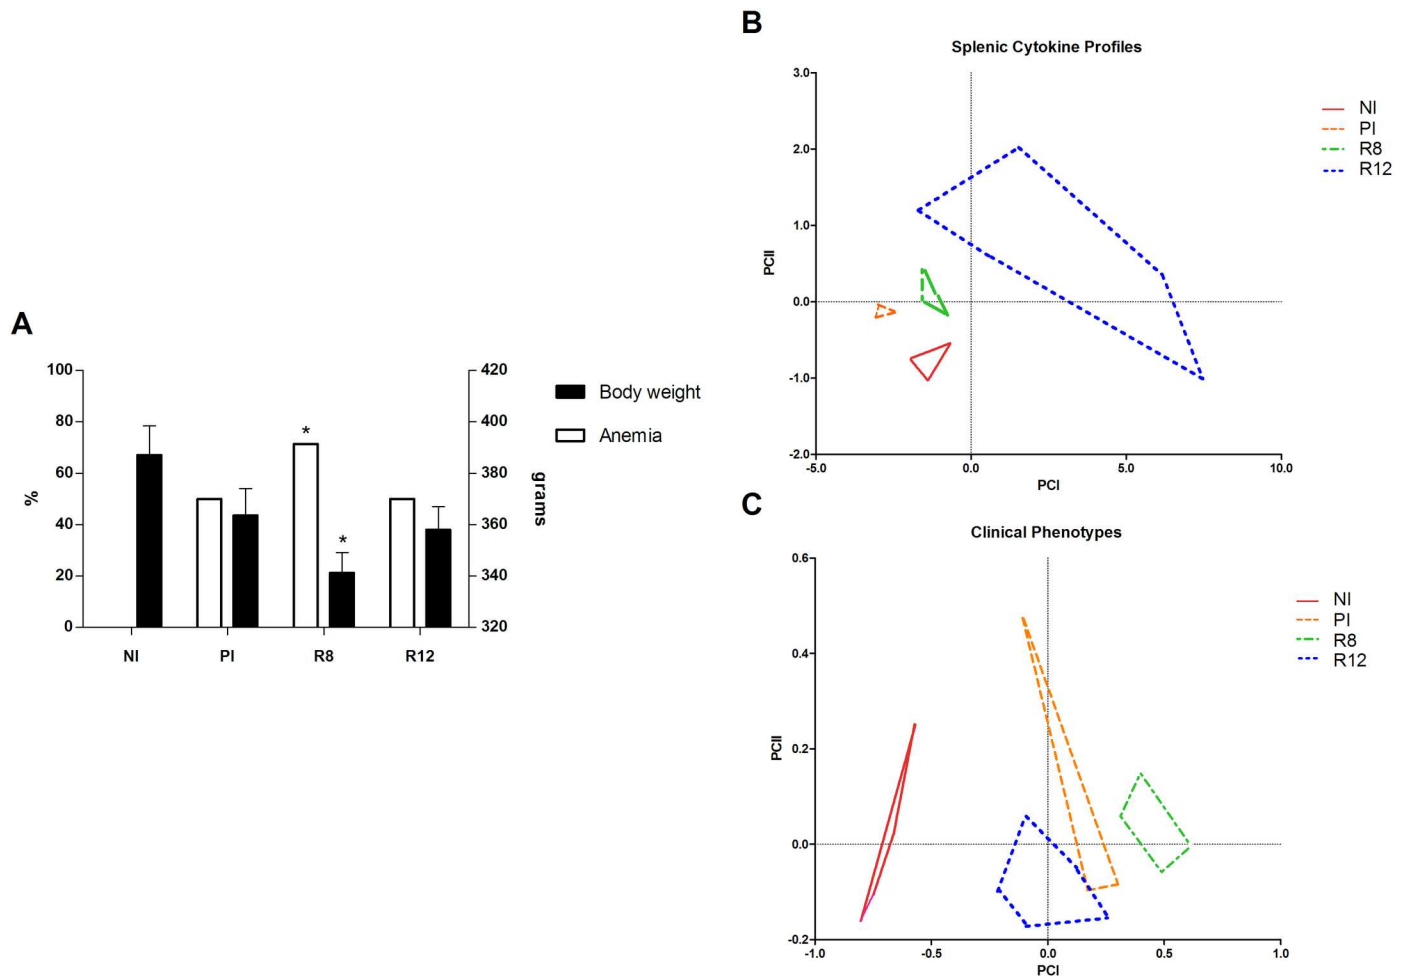 A
100
80
60
40
20
0
%
420
400
380
360
340
320
grams
*
*
NI
PI
R8
R12
Body weight
Anemia
B
Splenic Cytokine Profiles
3.0
2.0
1.0
0.0
-1.0
-2.0
PCII
-5.0
0.0
5.0
10.0
PCI
NI
PI
R8
R12
C
Clinical Phenotypes
0.6
0.4
0.2
0.0
-0.2
PCII
-1.0
-0.5
0.0
0.5
1.0
PCI
NI
PI
R8
R12